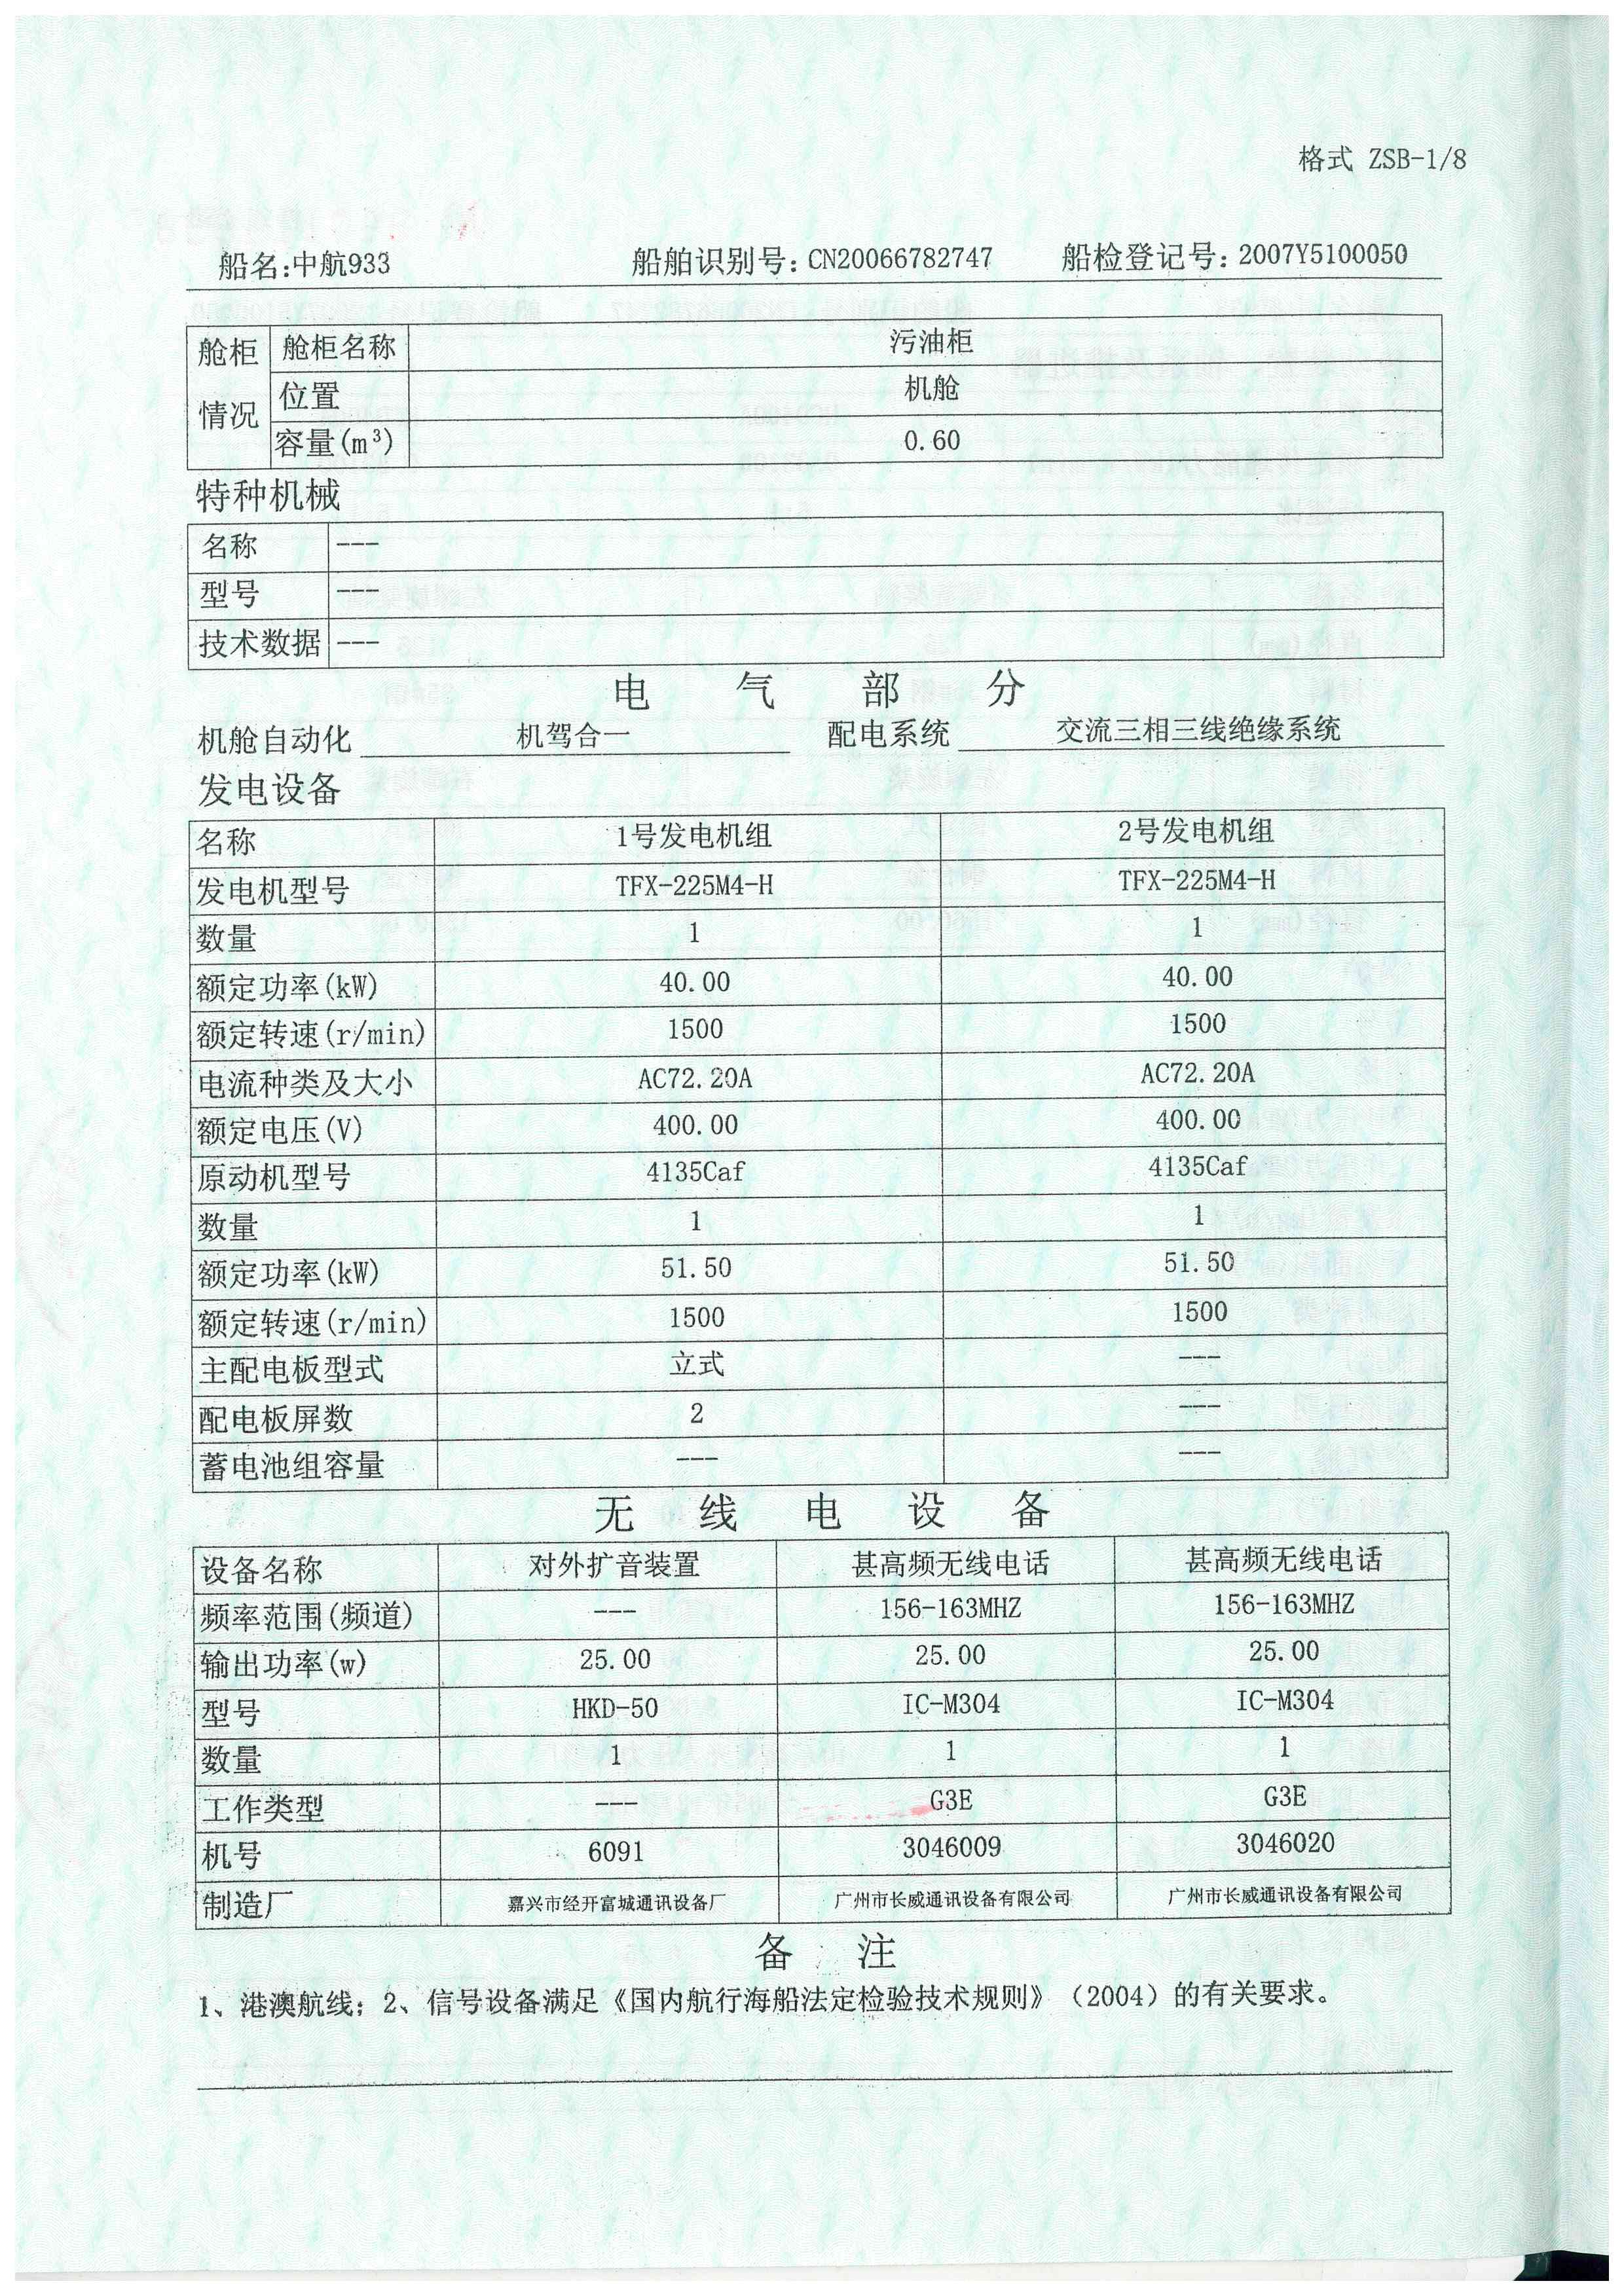 格式 ZSB-1/8
船名:中航933 船舶识别号: CN20066782747 船检登记号: 2007Y5100050
舱柜情况 舱柜名称 污油柜
位置 机舱
容量(m³) 0.60
特种机械
名称 ---
型号 ---
技术数据 ---
电气部分
机舱自动化 机驾合一 配电系统 交流三相三线绝缘系统
发电设备
名称 1号发电机组 2号发电机组
发电机型号 TFX-225M4-H TFX-225M4-H
数量 1 1
额定功率(kW) 40.00 40.00
额定转速(r/min) 1500 1500
电流种类及大小 AC72.20A AC72.20A
额定电压(V) 400.00 400.00
原动机型号 4135Caf 4135Caf
数量 1 1
额定功率(kW) 51.50 51.50
额定转速(r/min) 1500 1500
主配电板型式 立式 ---
配电板屏数 2 ---
蓄电池组容量 --- ---
无线电设备
设备名称 对外扩音装置 甚高频无线电话 甚高频无线电话
频率范围(频道) --- 156-163MHZ 156-163MHZ
输出功率(w) 25.00 25.00 25.00
型号 HKD-50 IC-M304 IC-M304
数量 1 1 1
工作类型 --- G3E G3E
机号 6091 3046009 3046020
制造厂 嘉兴市经开富城通讯设备厂 广州市长威通讯设备有限公司 广州市长威通讯设备有限公司
备注
1、港澳航线；2、信号设备满足《国内航行海船法定检验技术规则》（2004）的有关要求。